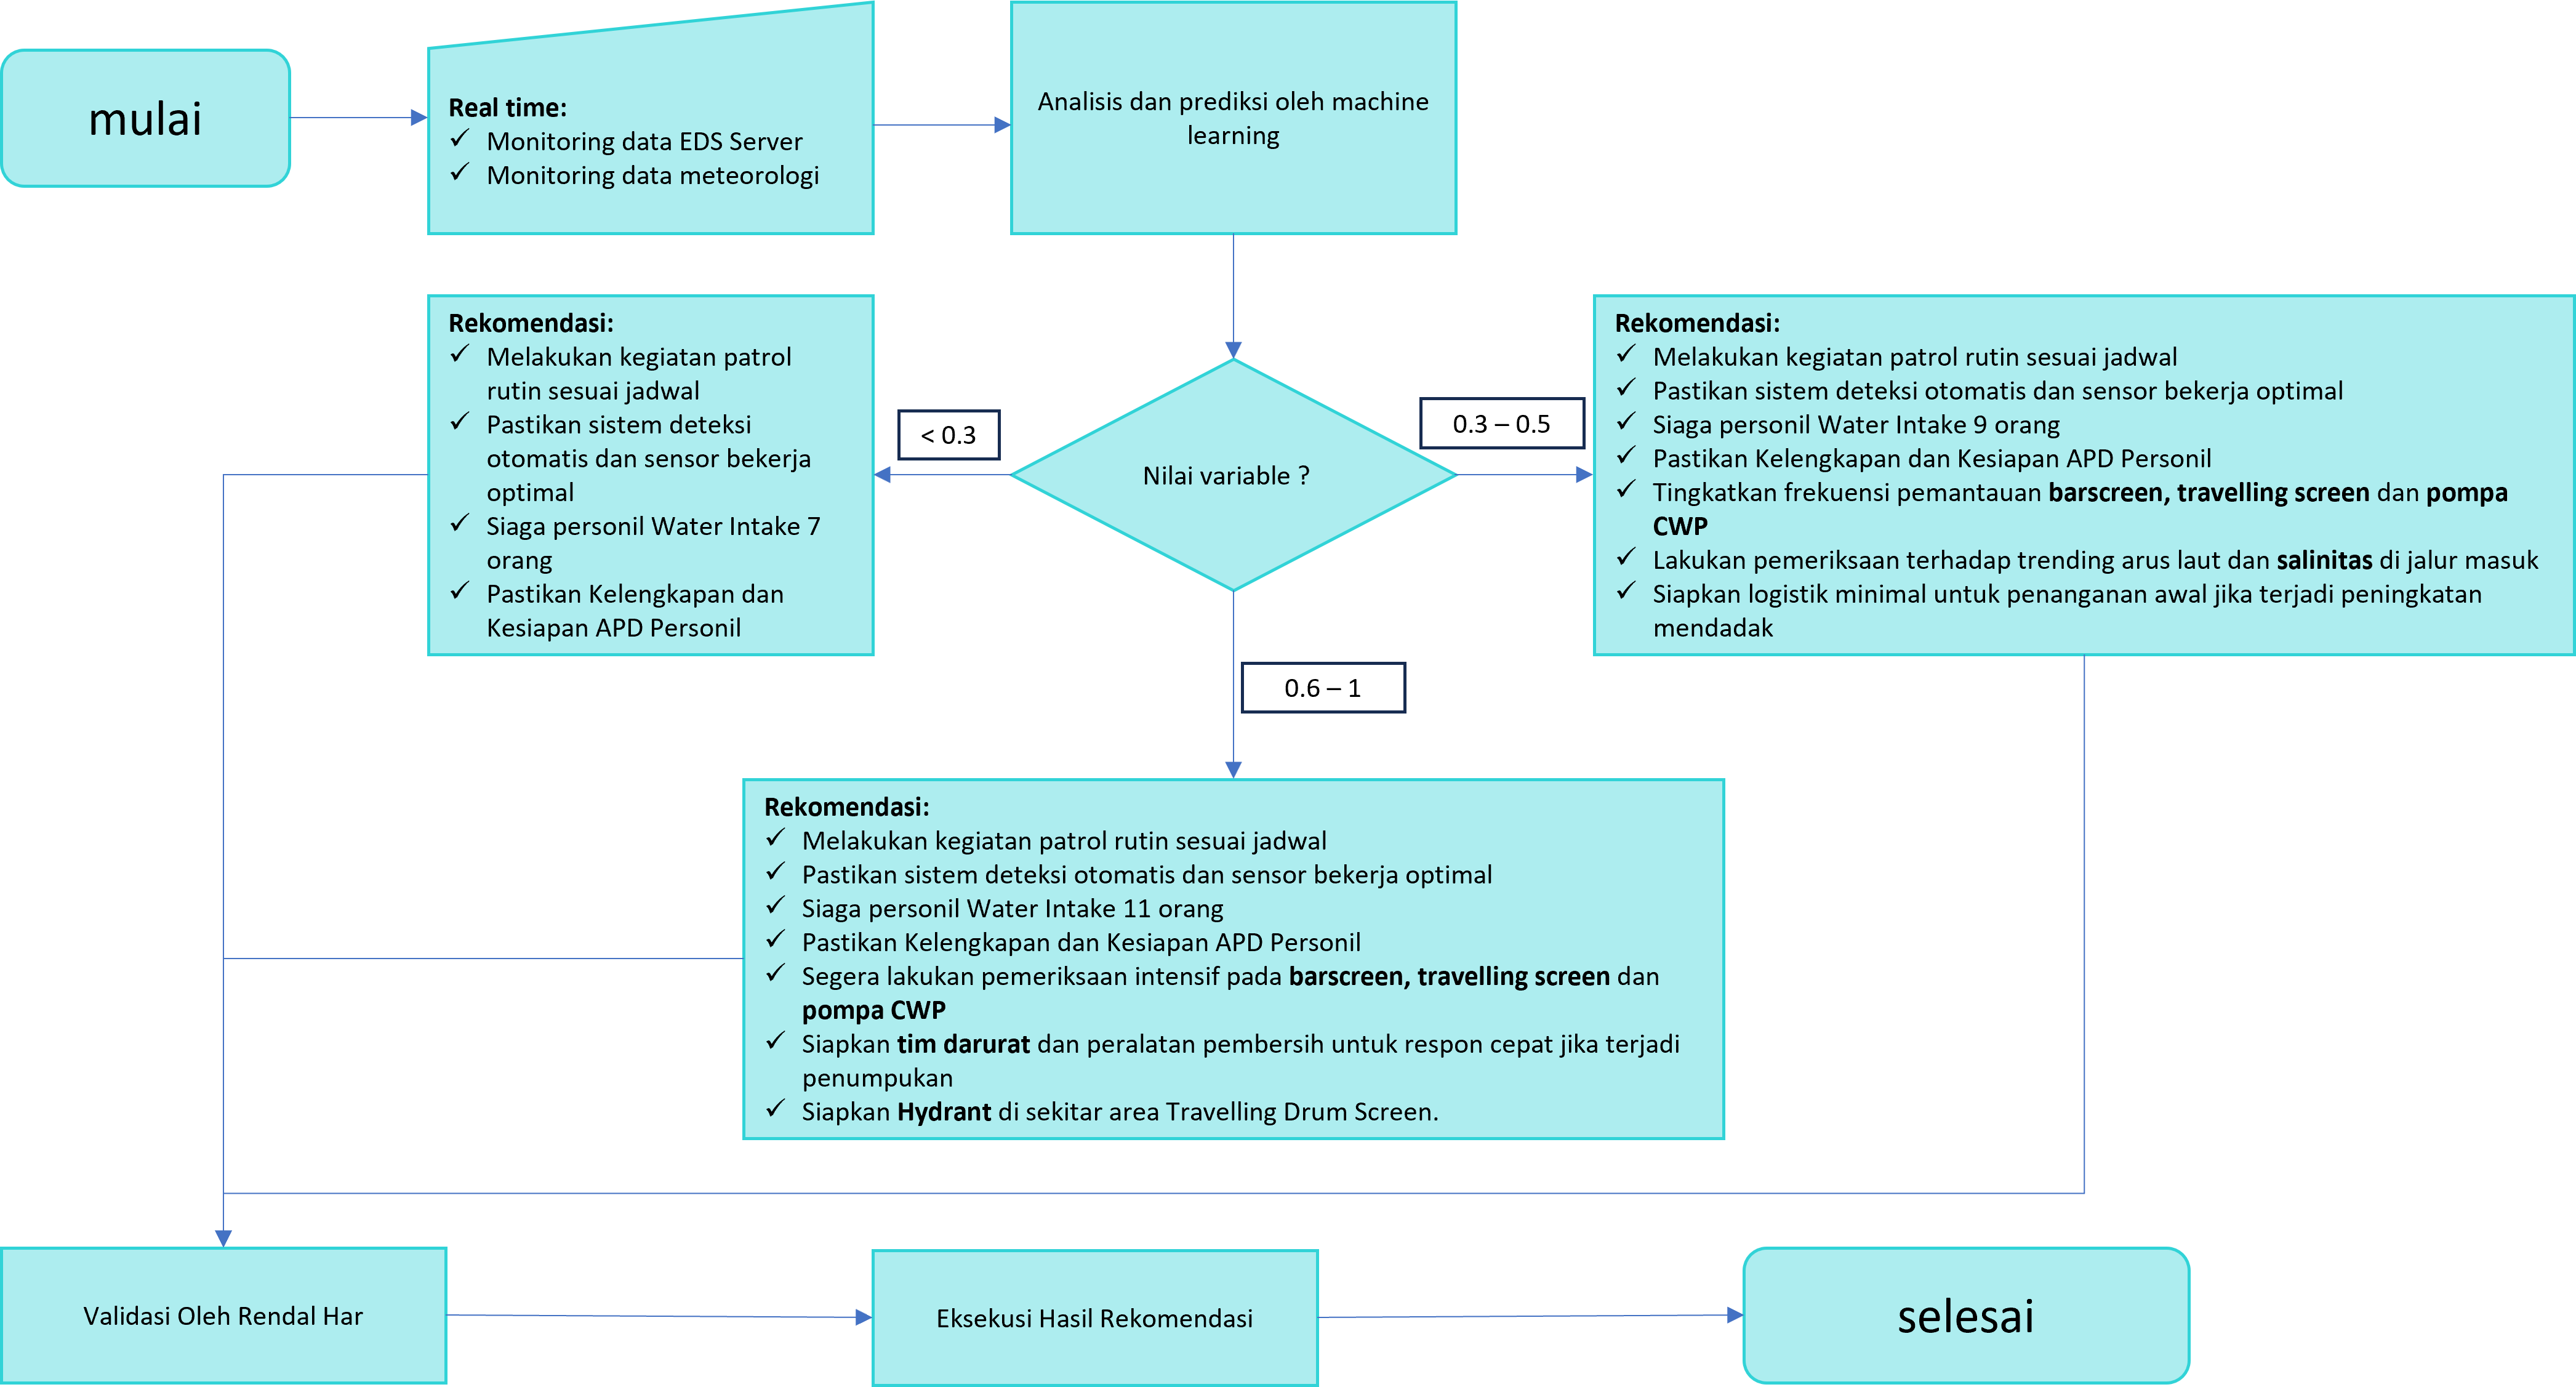 mulai
Real time:
✓ Monitoring data EDS Server
✓ Monitoring data meteorologi
Analisis dan prediksi oleh machine
learning
Rekomendasi:
✓ Melakukan kegiatan patrol
rutin sesuai jadwal
✓ Pastikan sistem deteksi
otomatis dan sensor bekerja
optimal
✓ Siaga personil Water Intake 7
orang
✓ Pastikan Kelengkapan dan
Kesiapan APD Personil
< 0.3
Nilai variable ?
0.3 – 0.5
Rekomendasi:
✓ Melakukan kegiatan patrol rutin sesuai jadwal
✓ Pastikan sistem deteksi otomatis dan sensor bekerja optimal
✓ Siaga personil Water Intake 9 orang
✓ Pastikan Kelengkapan dan Kesiapan APD Personil
✓ Tingkatkan frekuensi pemantauan barscreen, travelling screen dan pompa
CWP
✓ Lakukan pemeriksaan terhadap trending arus laut dan salinitas di jalur masuk
✓ Siapkan logistik minimal untuk penanganan awal jika terjadi peningkatan
mendadak
0.6 – 1
Rekomendasi:
✓ Melakukan kegiatan patrol rutin sesuai jadwal
✓ Pastikan sistem deteksi otomatis dan sensor bekerja optimal
✓ Siaga personil Water Intake 11 orang
✓ Pastikan Kelengkapan dan Kesiapan APD Personil
✓ Segera lakukan pemeriksaan intensif pada barscreen, travelling screen dan
pompa CWP
✓ Siapkan tim darurat dan peralatan pembersih untuk respon cepat jika terjadi
penumpukan
✓ Siapkan Hydrant di sekitar area Travelling Drum Screen.
Validasi Oleh Rendal Har
Eksekusi Hasil Rekomendasi
selesai